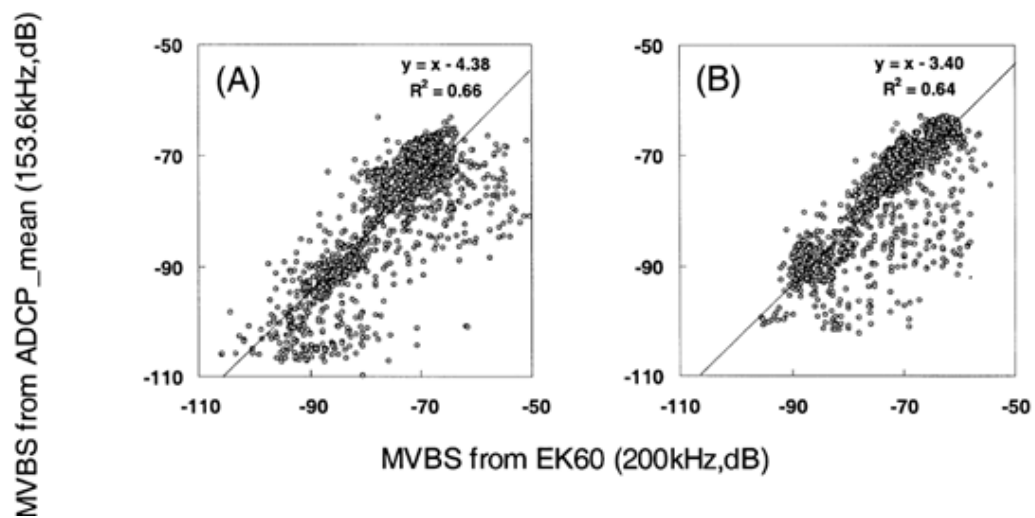 MVBS from ADCP_mean (153.6kHz,dB)
-50
-70
-90
-110
(A)
y = x - 4.38
R² = 0.66
-110 -90 -70 -50
-50
-70
-90
-110
(B)
y = x - 3.40
R² = 0.64
-110 -90 -70 -50
MVBS from EK60 (200kHz,dB)